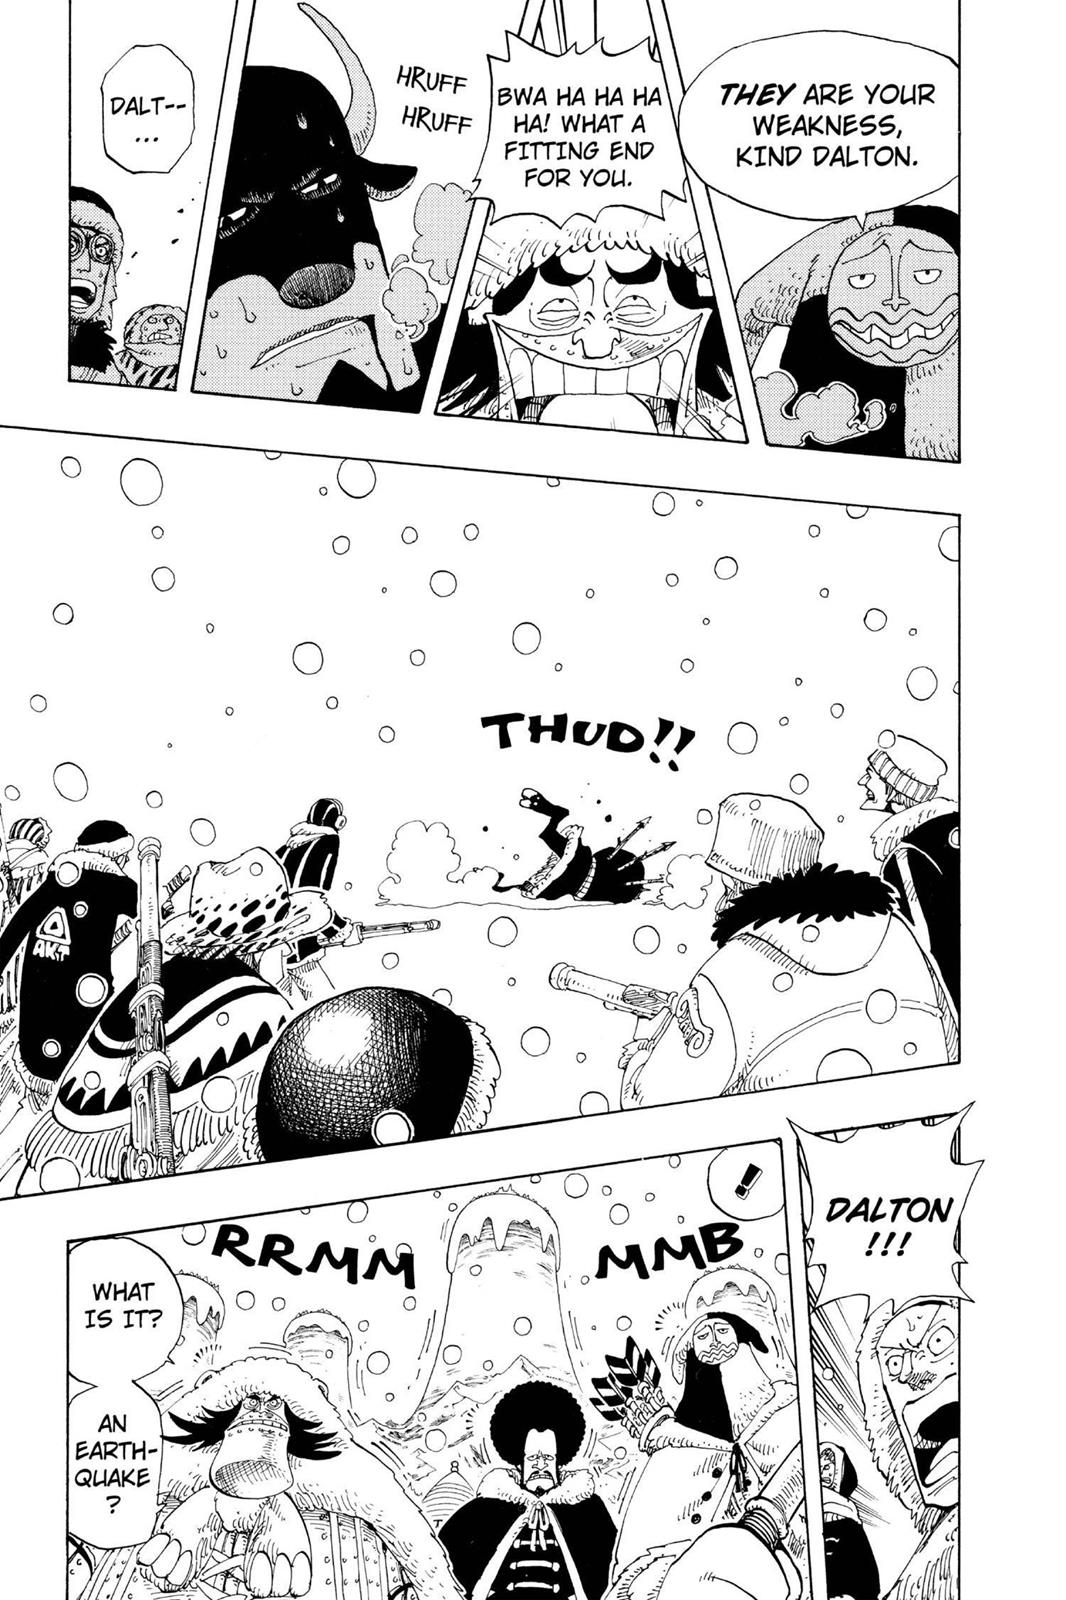 THEY ARE YOUR
WEAKNESS,
KIND DALTON.
BWA HA HA HA
HA! WHAT A
FITTING END
FOR YOU.
HRUFF
HRUFF
DALT--
...
THUD!!
AKT
DALTON
!!!
!
RRMM
MMB
WHAT
IS IT?
AN
EARTH-
QUAKE
?